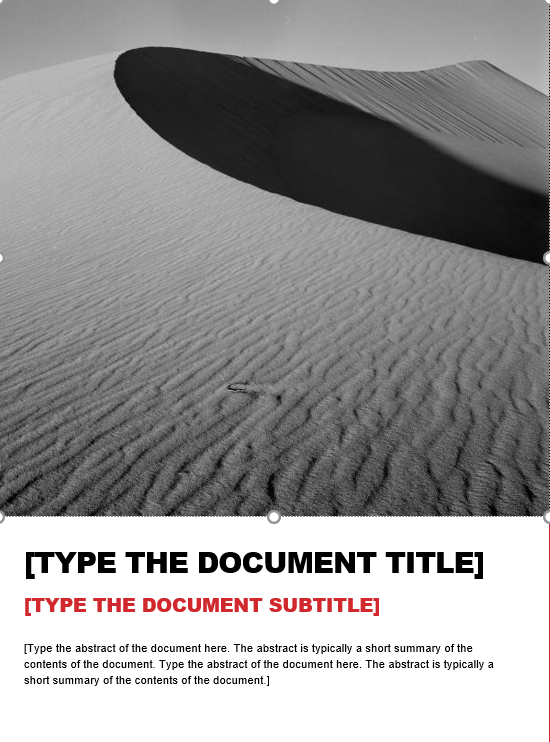 [TYPE THE DOCUMENT TITLE]
[TYPE THE DOCUMENT SUBTITLE]
[Type the abstract of the document here. The abstract is typically a short summary of the
contents of the document. Type the abstract of the document here. The abstract is typically a
short summary of the contents of the document.]